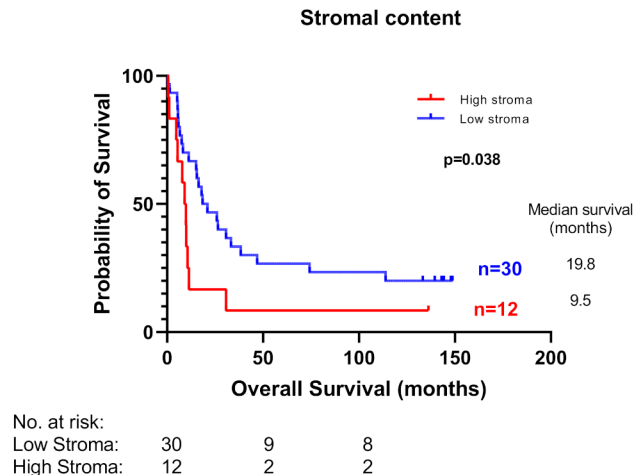 Stromal content
Probability of Survival
100
50
0
0 50 100 150 200
Overall Survival (months)
High stroma
Low stroma
p=0.038
Median survival
(months)
n=30 19.8
n=12 9.5
No. at risk:
Low Stroma: 30 9 8
High Stroma: 12 2 2